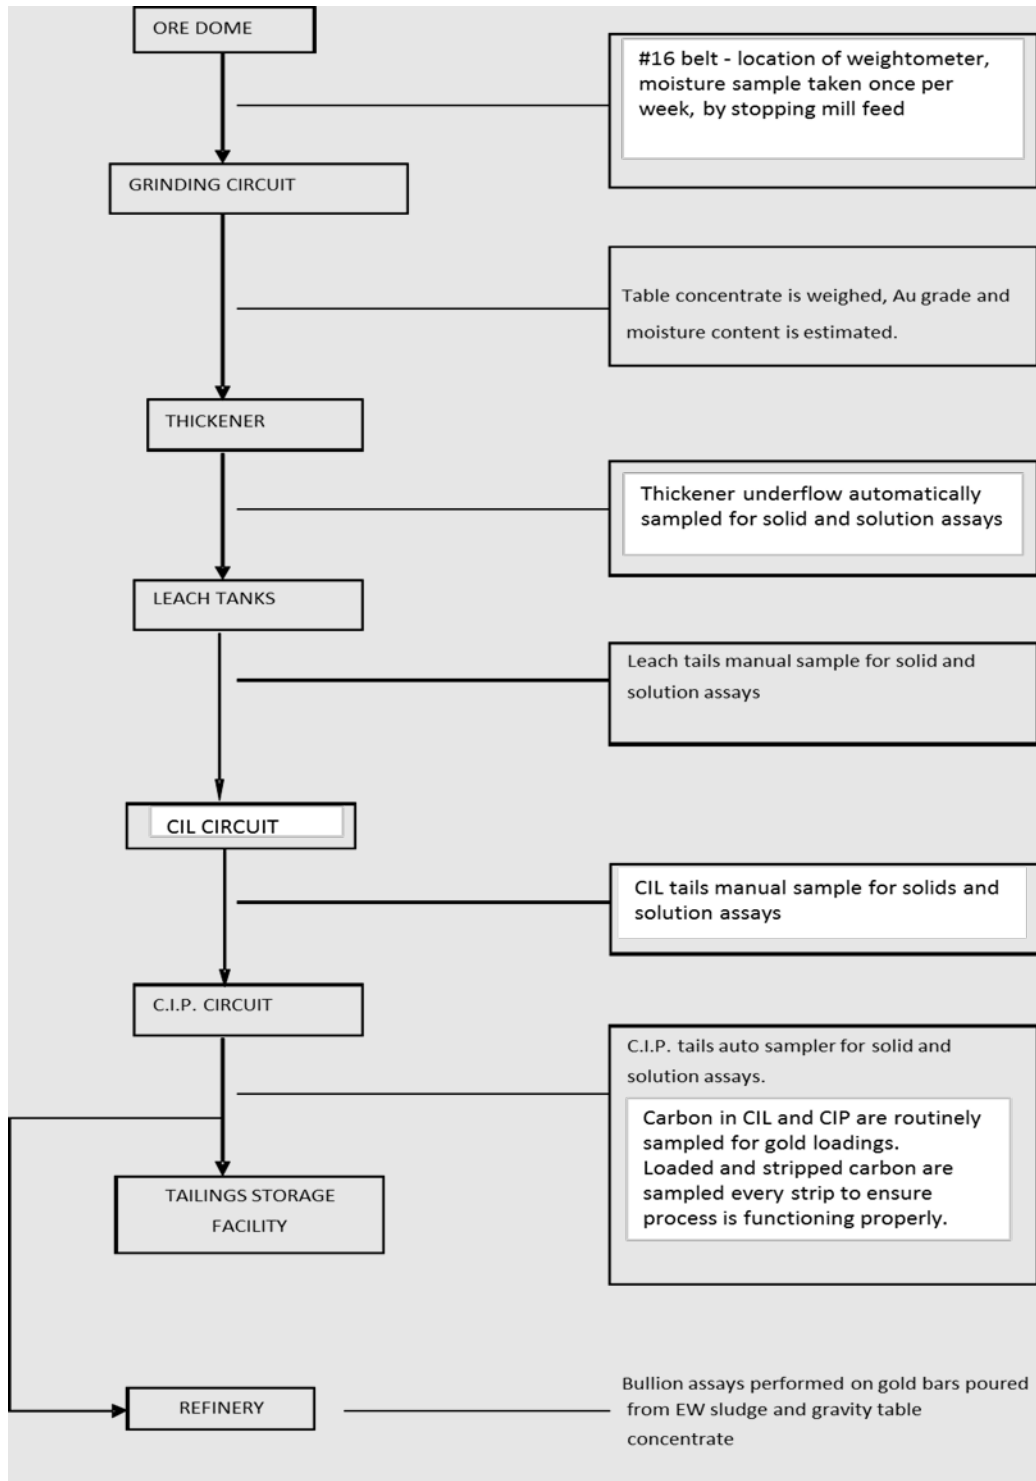 ORE DOME
#16 belt - location of weightometer,
moisture sample taken once per
week, by stopping mill feed
GRINDING CIRCUIT
Table concentrate is weighed, Au grade and
moisture content is estimated.
THICKENER
Thickener underflow automatically
sampled for solid and solution assays
LEACH TANKS
Leach tails manual sample for solid and
solution assays
CIL CIRCUIT
CIL tails manual sample for solids and
solution assays
C.I.P. CIRCUIT
C.I.P. tails auto sampler for solid and
solution assays.
Carbon in CIL and CIP are routinely
sampled for gold loadings.
Loaded and stripped carbon are
sampled every strip to ensure
process is functioning properly.
TAILINGS STORAGE
FACILITY
REFINERY
Bullion assays performed on gold bars poured
from EW sludge and gravity table
concentrate